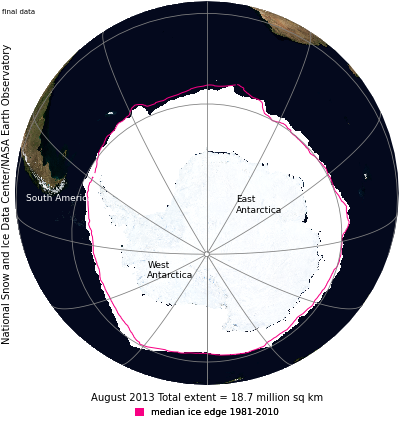 final data
National Snow and Ice Data Center/NASA Earth Observatory
South Americ
East
Antarctica
West
Antarctica
August 2013 Total extent = 18.7 million sq km
median ice edge 1981-2010